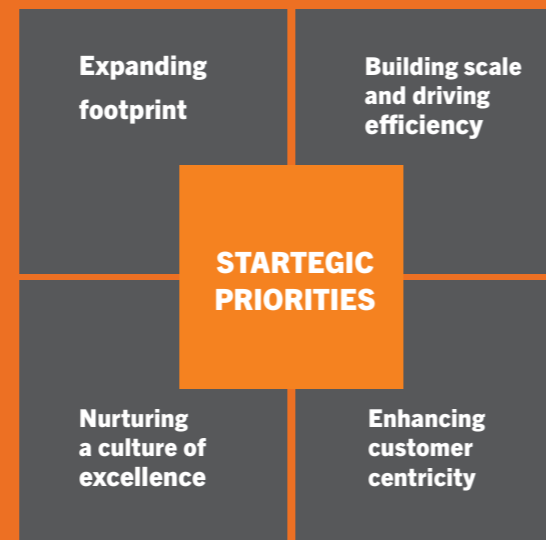 Expanding
footprint
Building scale
and driving
efficiency
STARTEGIC
PRIORITIES
Nurturing
a culture of
excellence
Enhancing
customer
centricity